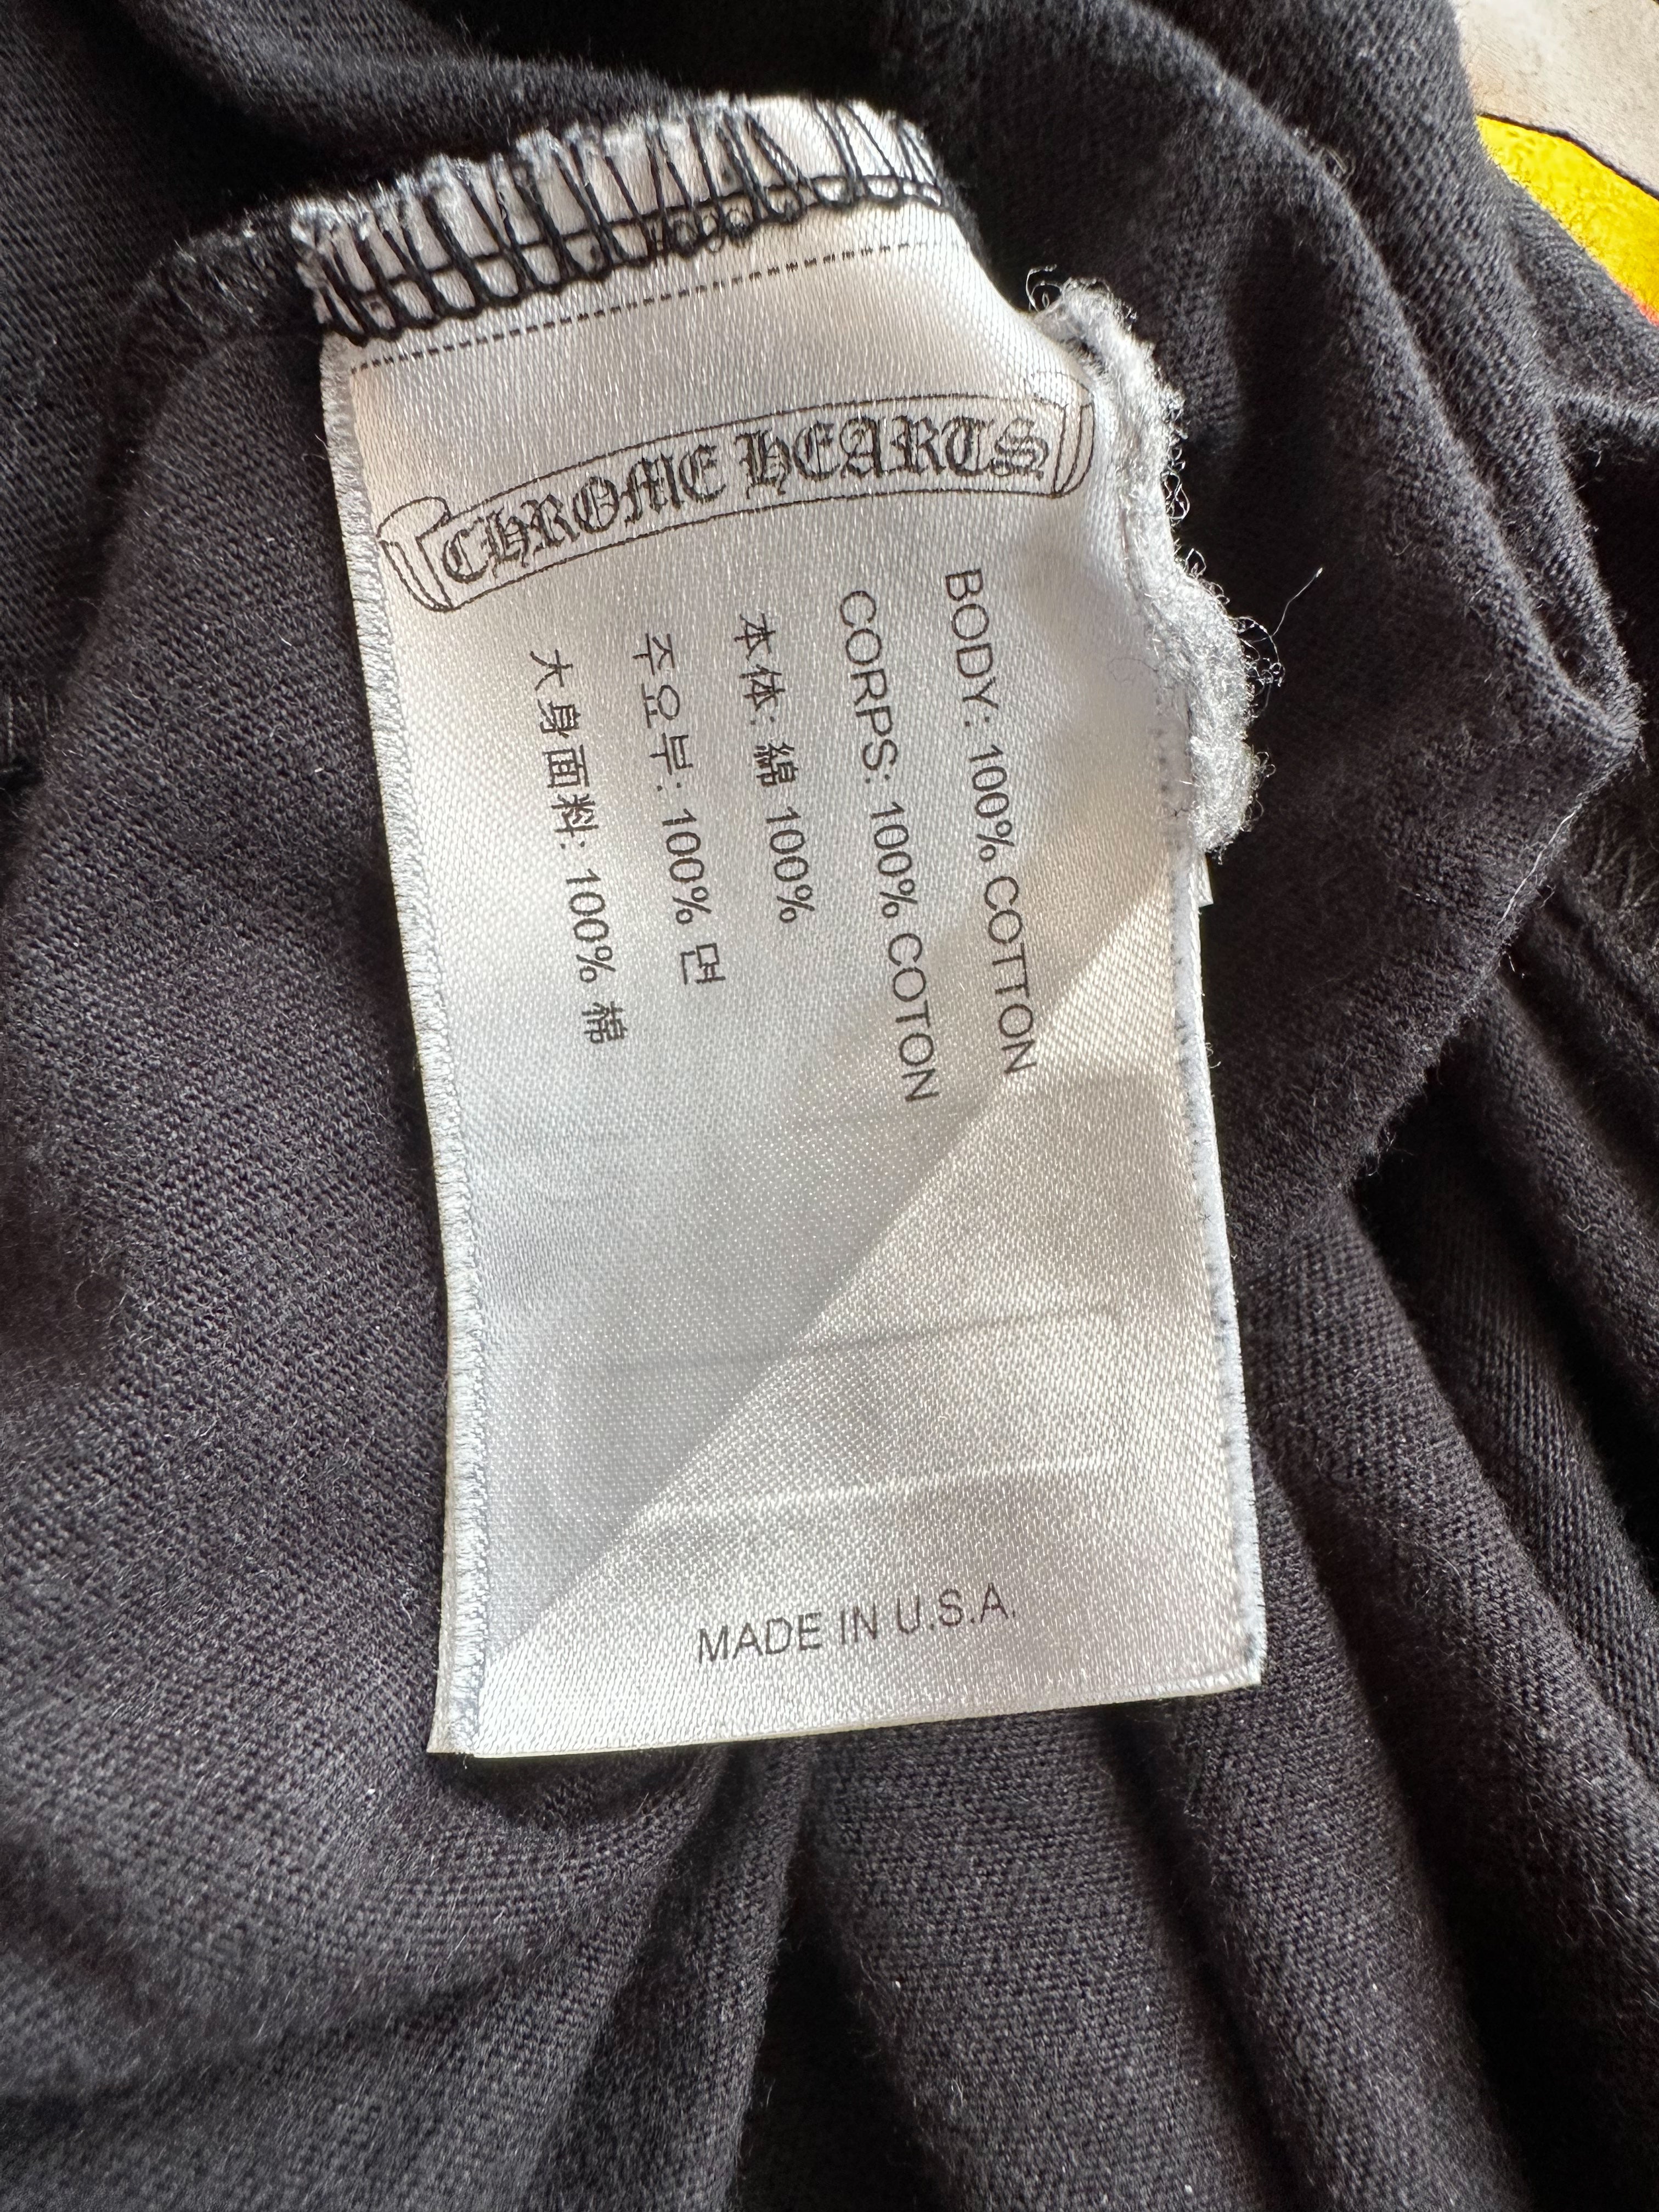 CHROME HEARTS
BODY: 100% COTTON
CORPS: 100% COTON
本体: 綿 100%
주요부: 100% 면
大身面料: 100% 棉
MADE IN U.S.A.